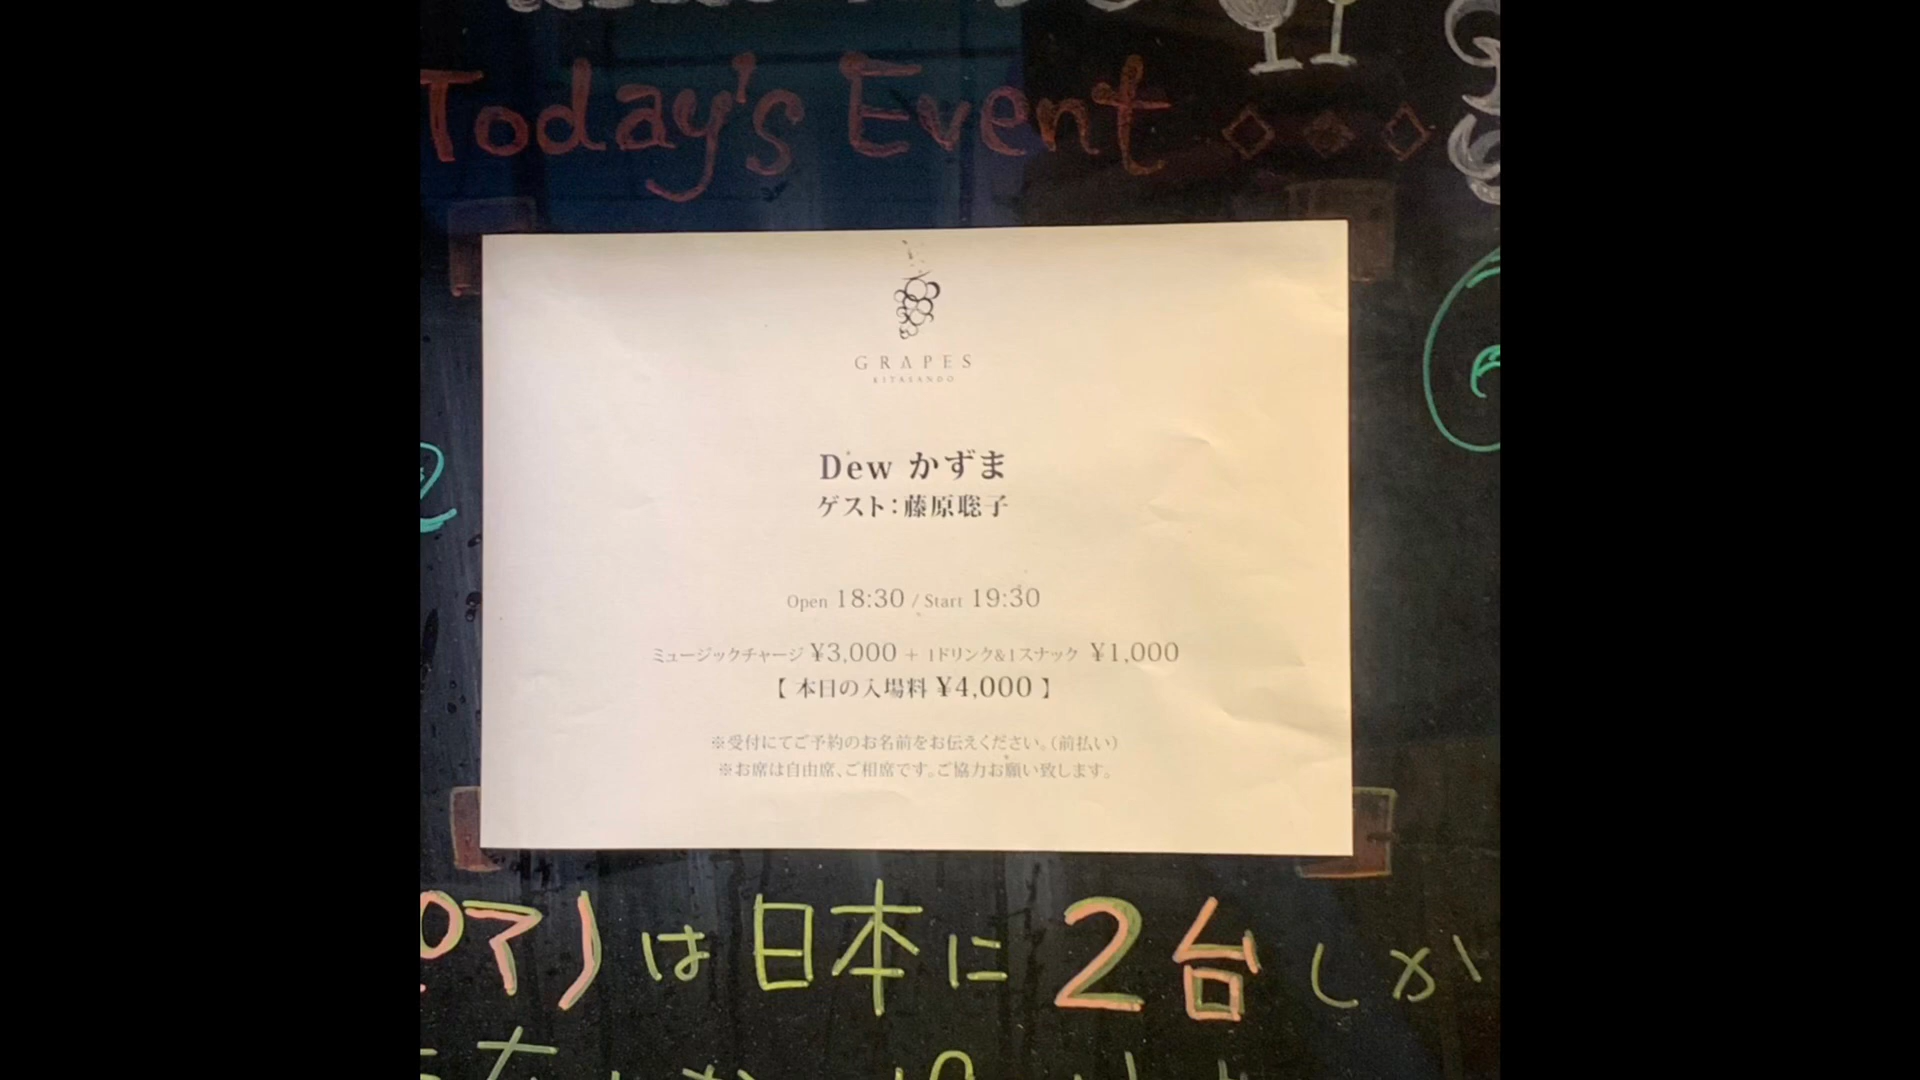 Today's Event
GRAPES
KITASANDO
Dew かずま
ゲスト：藤原聡子
Open 18:30 / Start 19:30
ミュージックチャージ ¥3,000 + 1ドリンク&1スナック ¥1,000
【 本日の入場料 ¥4,000 】
※受付にてご予約のお名前をお伝えください。（前払い）
※お席は自由席、ご相席です。ご協力お願い致します。
は日本に2台しか